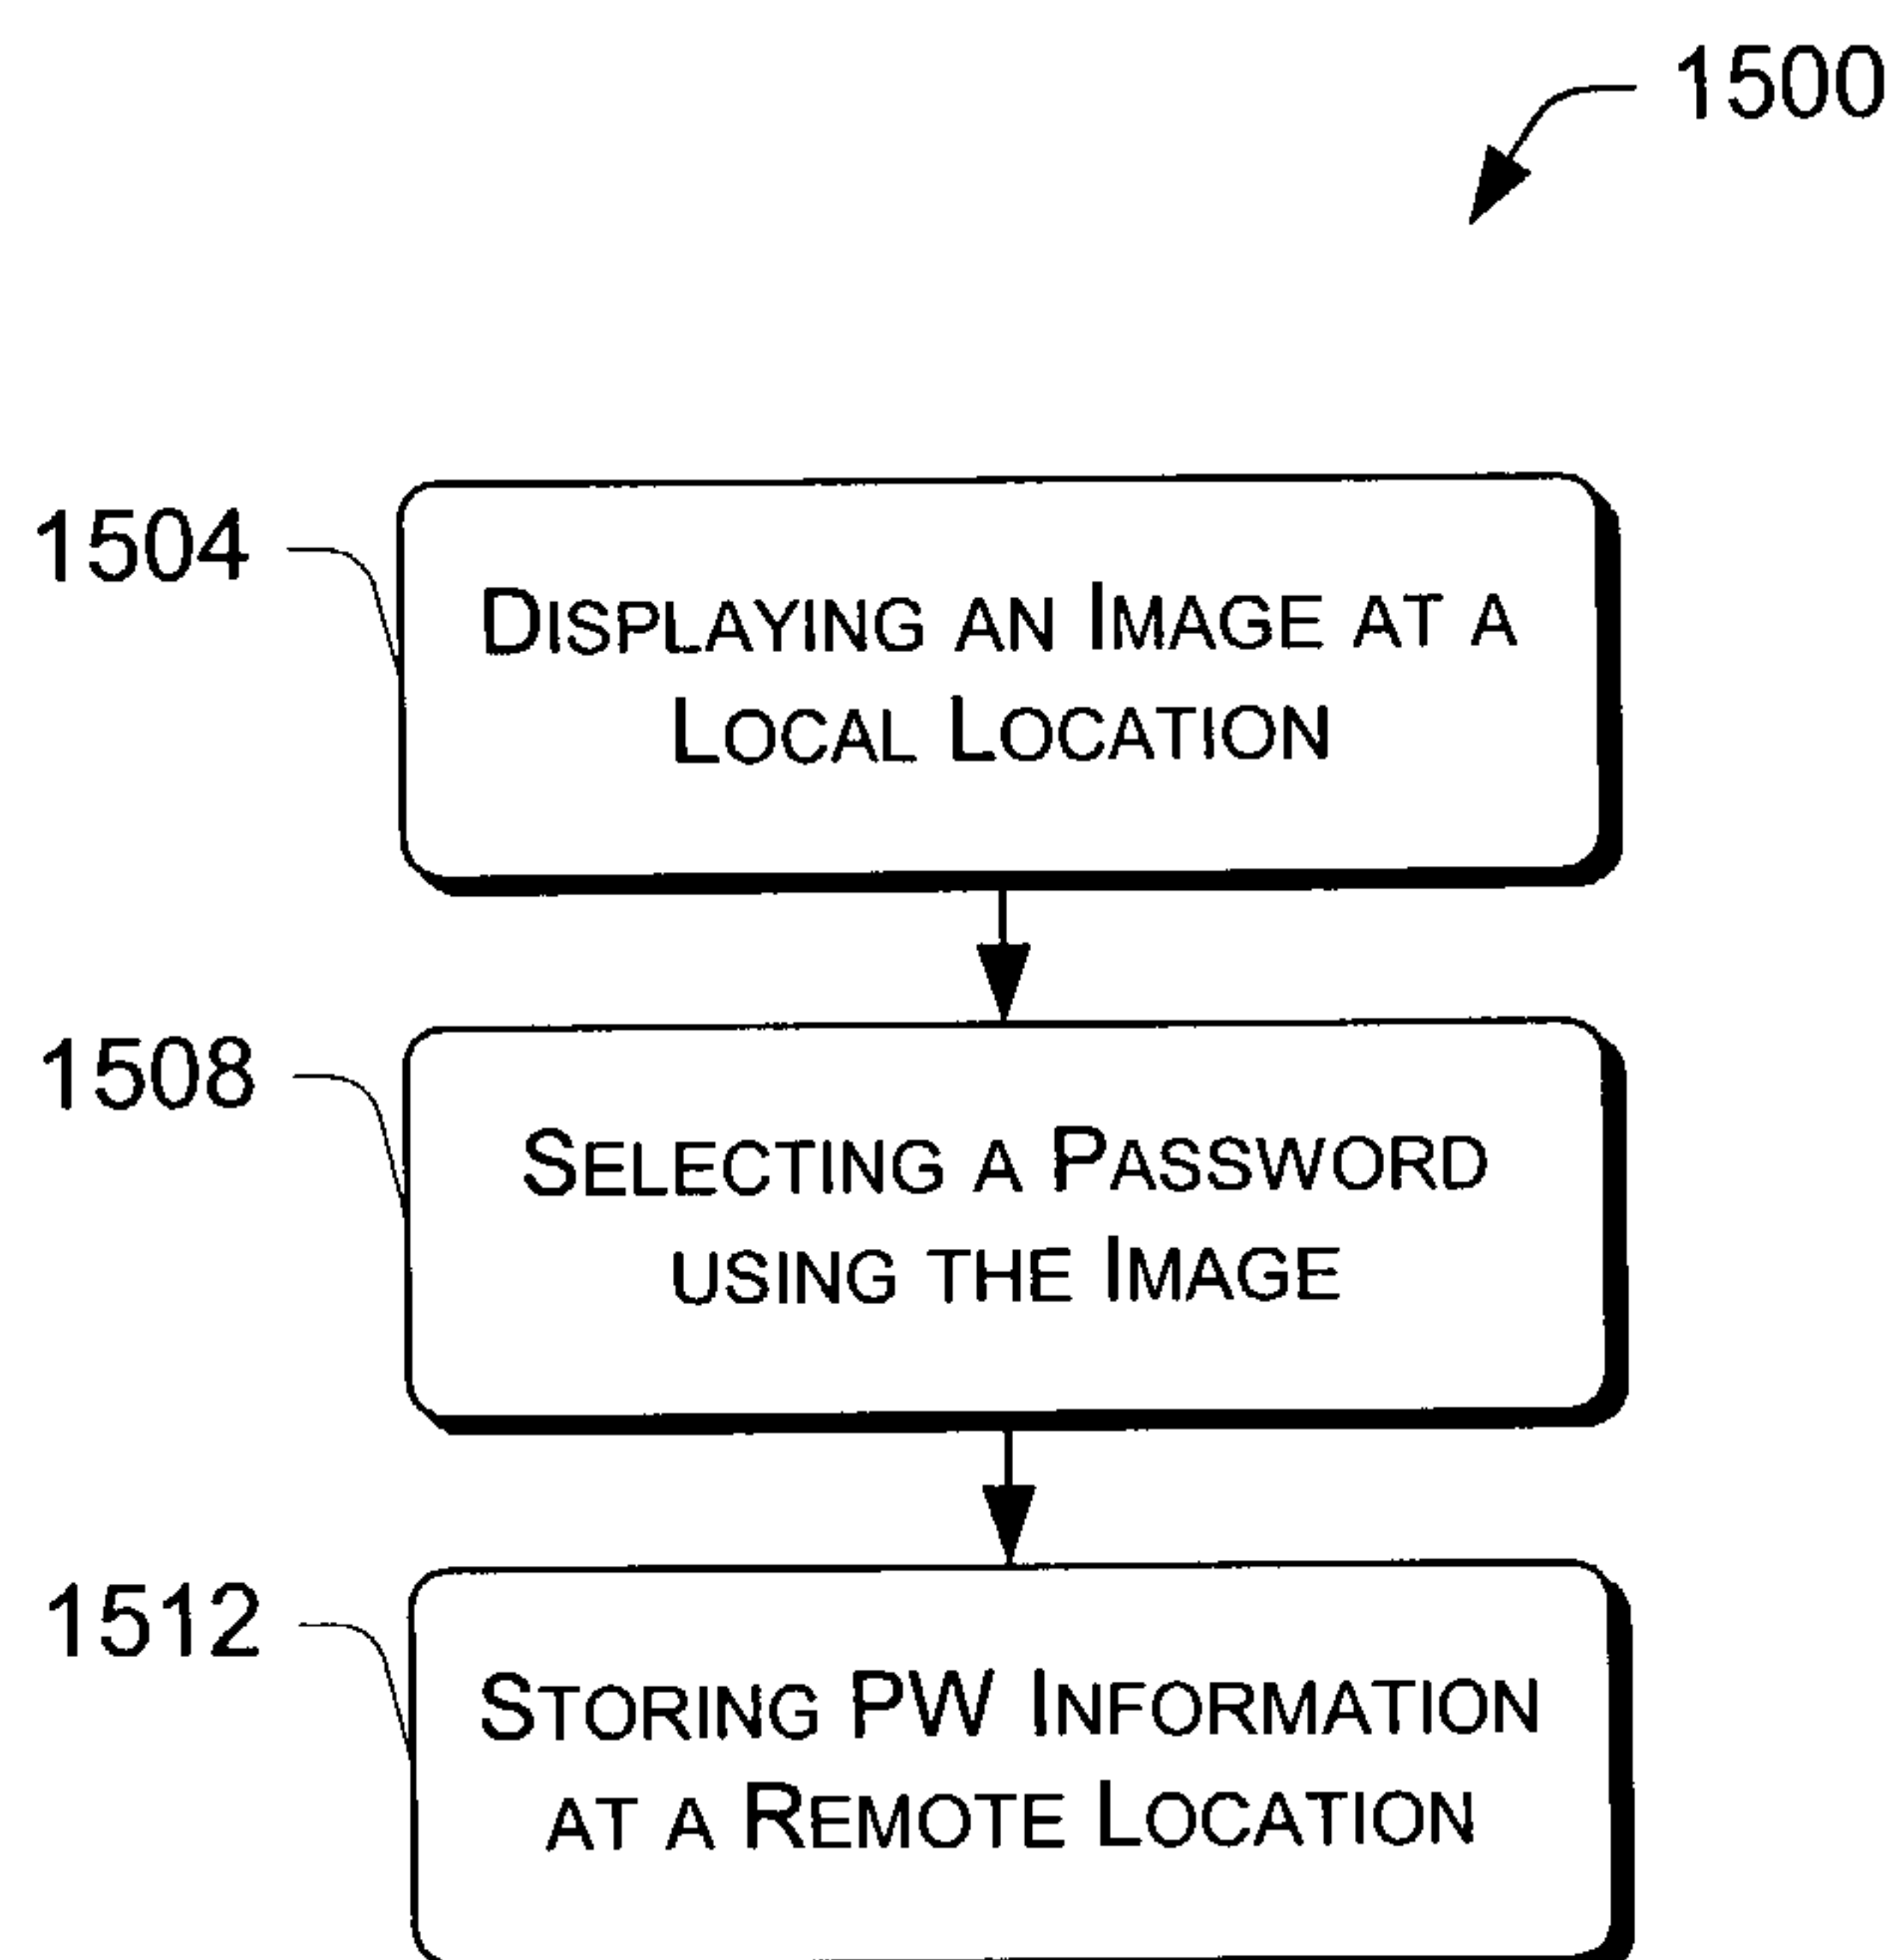 1500
1504
DISPLAYING AN IMAGE AT A
LOCAL LOCATION
1508
SELECTING A PASSWORD
USING THE IMAGE
1512
STORING PW INFORMATION
AT A REMOTE LOCATION